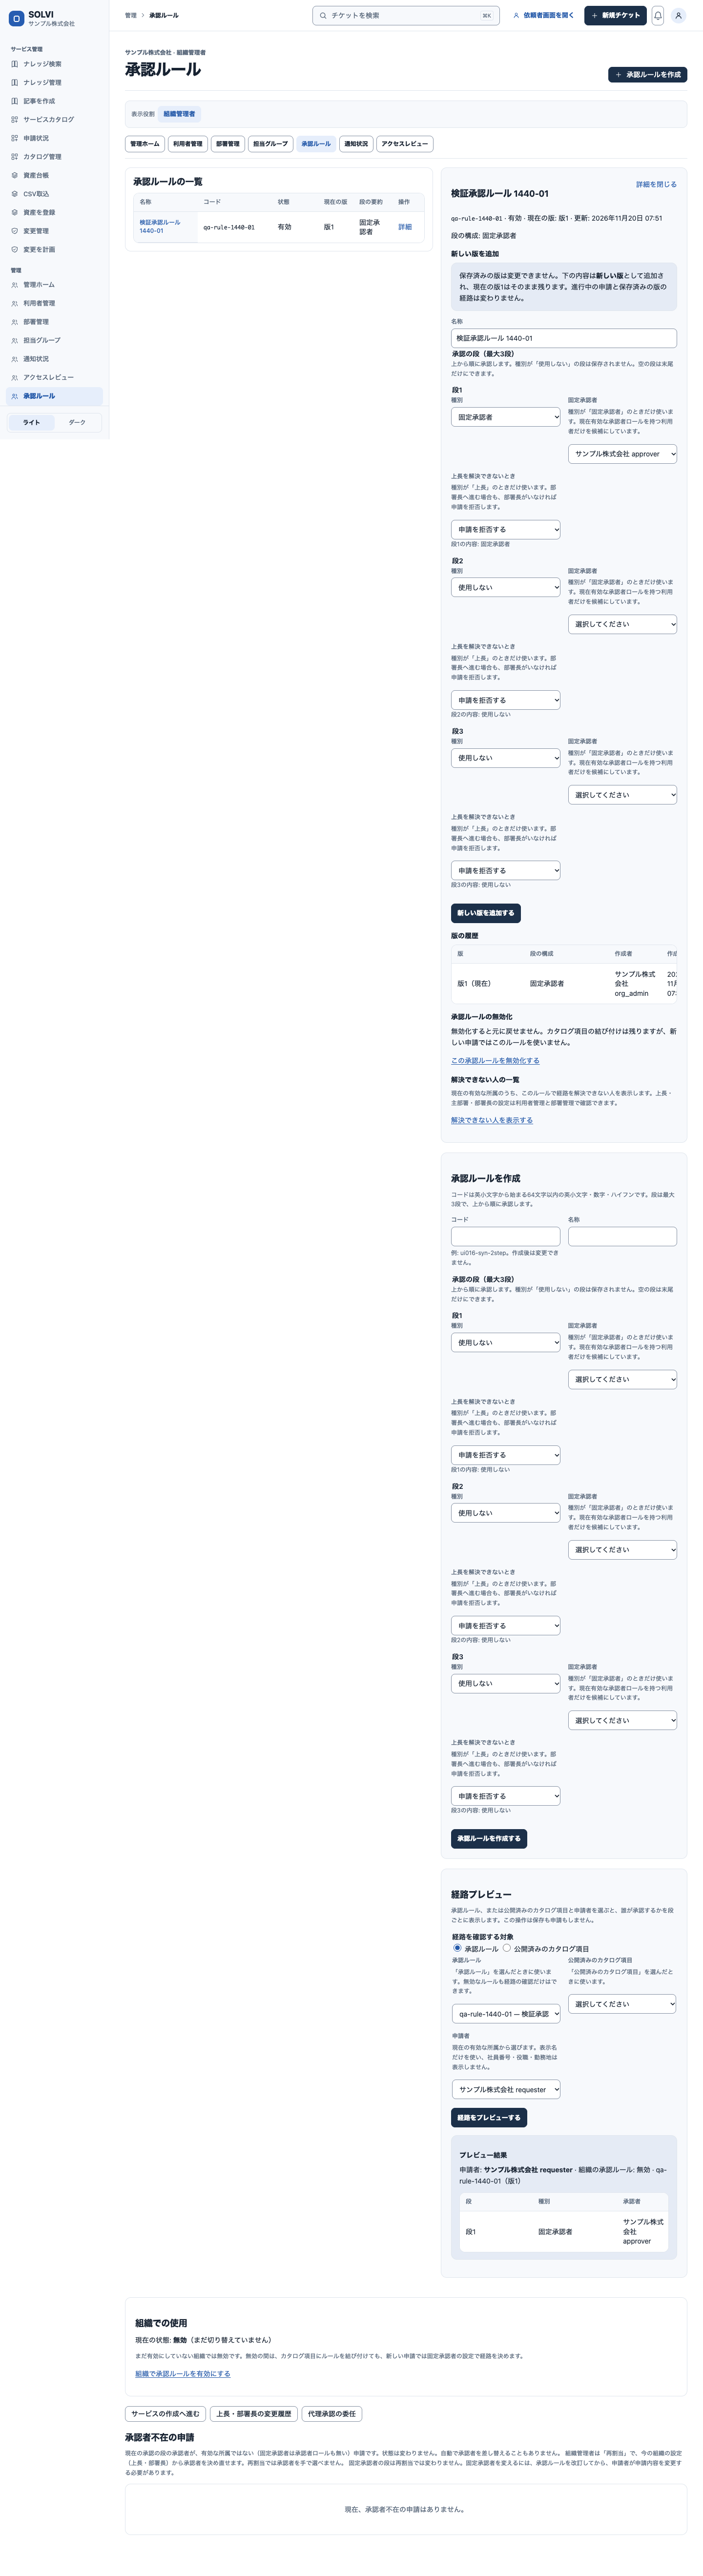 SOLVI
サンプル株式会社
サービス管理
ナレッジ検索
ナレッジ管理
記事を作成
サービスカタログ
申請状況
カタログ管理
資産台帳
CSV取込
資産を登録
変更管理
変更を計画
管理
管理ホーム
利用者管理
部署管理
担当グループ
通知状況
アクセスレビュー
承認ルール
ライト ダーク
管理 > 承認ルール
チケットを検索 ⌘K
依頼者画面を開く
+ 新規チケット
サンプル株式会社 · 組織管理者
承認ルール
+ 承認ルールを作成
表示役割 組織管理者
管理ホーム 利用者管理 部署管理 担当グループ 承認ルール 通知状況 アクセスレビュー
承認ルールの一覧
名称 コード 状態 現在の版 段の要約 操作
検証承認ルール
1440-01
qa-rule-1440-01 有効 版1 固定承
認者
詳細
詳細を閉じる
検証承認ルール 1440-01
qa-rule-1440-01 · 有効 · 現在の版: 版1 · 更新: 2026年11月20日 07:51
段の構成: 固定承認者
新しい版を追加
保存済みの版は変更できません。下の内容は新しい版として追加さ
れ、現在の版1はそのまま残ります。進行中の申請と保存済みの版の
経路は変わりません。
名称
検証承認ルール 1440-01
承認の段（最大3段）
上から順に承認します。種別が「使用しない」の段は保存されません。空の段は末尾
だけにできます。
段1
種別
固定承認者
固定承認者
種別が「固定承認者」のときだけ使いま
す。現在有効な承認者ロールを持つ利用
者だけを候補にしています。
サンプル株式会社 approver
上長を解決できないとき
種別が「上長」のときだけ使います。部
署長へ進む場合も、部署長がいなければ
申請を拒否します。
申請を拒否する
段1の内容: 固定承認者
段2
種別
使用しない
固定承認者
種別が「固定承認者」のときだけ使いま
す。現在有効な承認者ロールを持つ利用
者だけを候補にしています。
選択してください
上長を解決できないとき
種別が「上長」のときだけ使います。部
署長へ進む場合も、部署長がいなければ
申請を拒否します。
申請を拒否する
段2の内容: 使用しない
段3
種別
使用しない
固定承認者
種別が「固定承認者」のときだけ使いま
す。現在有効な承認者ロールを持つ利用
者だけを候補にしています。
選択してください
上長を解決できないとき
種別が「上長」のときだけ使います。部
署長へ進む場合も、部署長がいなければ
申請を拒否します。
申請を拒否する
段3の内容: 使用しない
新しい版を追加する
版の履歴
版 段の構成 作成者
版1（現在） 固定承認者 サンプル株式
会社
org_admin
承認ルールの無効化
無効化すると元に戻せません。カタログ項目の結び付けは残りますが、新
しい申請ではこのルールを使いません。
この承認ルールを無効化する
解決できない人の一覧
現在の有効な所属のうち、このルールで経路を解決できない人を表示します。上長・
主部署・部署長の設定は利用者管理と部署管理で確認できます。
解決できない人を表示する
承認ルールを作成
コードは英小文字から始まる64文字以内の英小文字・数字・ハイフンです。段は最大
3段で、上から順に承認します。
コード 名称
例: ui016-syn-2step。作成後は変更でき
ません。
承認の段（最大3段）
上から順に承認します。種別が「使用しない」の段は保存されません。空の段は末尾
だけにできます。
段1
種別
使用しない
固定承認者
種別が「固定承認者」のときだけ使いま
す。現在有効な承認者ロールを持つ利用
者だけを候補にしています。
選択してください
上長を解決できないとき
種別が「上長」のときだけ使います。部
署長へ進む場合も、部署長がいなければ
申請を拒否します。
申請を拒否する
段1の内容: 使用しない
段2
種別
使用しない
固定承認者
種別が「固定承認者」のときだけ使いま
す。現在有効な承認者ロールを持つ利用
者だけを候補にしています。
選択してください
上長を解決できないとき
種別が「上長」のときだけ使います。部
署長へ進む場合も、部署長がいなければ
申請を拒否します。
申請を拒否する
段2の内容: 使用しない
段3
種別
使用しない
固定承認者
種別が「固定承認者」のときだけ使いま
す。現在有効な承認者ロールを持つ利用
者だけを候補にしています。
選択してください
上長を解決できないとき
種別が「上長」のときだけ使います。部
署長へ進む場合も、部署長がいなければ
申請を拒否します。
申請を拒否する
段3の内容: 使用しない
承認ルールを作成する
経路プレビュー
承認ルール、または公開済みのカタログ項目と申請者を選ぶと、誰が承認するかを段
ごとに表示します。この操作は保存も申請もしません。
経路を確認する対象
承認ルール 公開済みのカタログ項目
承認ルール
「承認ルール」を選んだときに使いま
す。無効なルールも経路の確認だけはで
きます。
qa-rule-1440-01 — 検証承認
公開済みのカタログ項目
「公開済みのカタログ項目」を選んだと
きに使います。
選択してください
申請者
現在の有効な所属から選びます。表示名
だけを使い、社員番号・役職・勤務地は
表示しません。
サンプル株式会社 requester
経路をプレビューする
プレビュー結果
申請者: サンプル株式会社 requester · 組織の承認ルール: 無効 · qa-
rule-1440-01（版1）
段 種別 承認者
段1 固定承認者 サンプル株式
会社
approver
組織での使用
現在の状態: 無効（まだ切り替えていません）
まだ有効にしていない組織では無効です。無効の間は、カタログ項目にルールを結び付けても、新しい申請では固定承認者の設定で経路を決めます。
組織で承認ルールを有効にする
サービスの作成へ進む 上長・部署長の変更履歴 代理承認の委任
承認者不在の申請
現在の承認の段の承認者が、有効な所属ではない（固定承認者は承認者ロールも無い）申請です。状態は変わりません。自動で承認者を差し替えることもありません。 組織管理者は「再割当」で、今の組織の設定
（上長・部署長）から承認者を決め直せます。再割当では承認者を手で選べません。 固定承認者の段は再割当では変わりません。固定承認者を変えるには、承認ルールを改訂してから、申請者が申請内容を変更す
る必要があります。
現在、承認者不在の申請はありません。